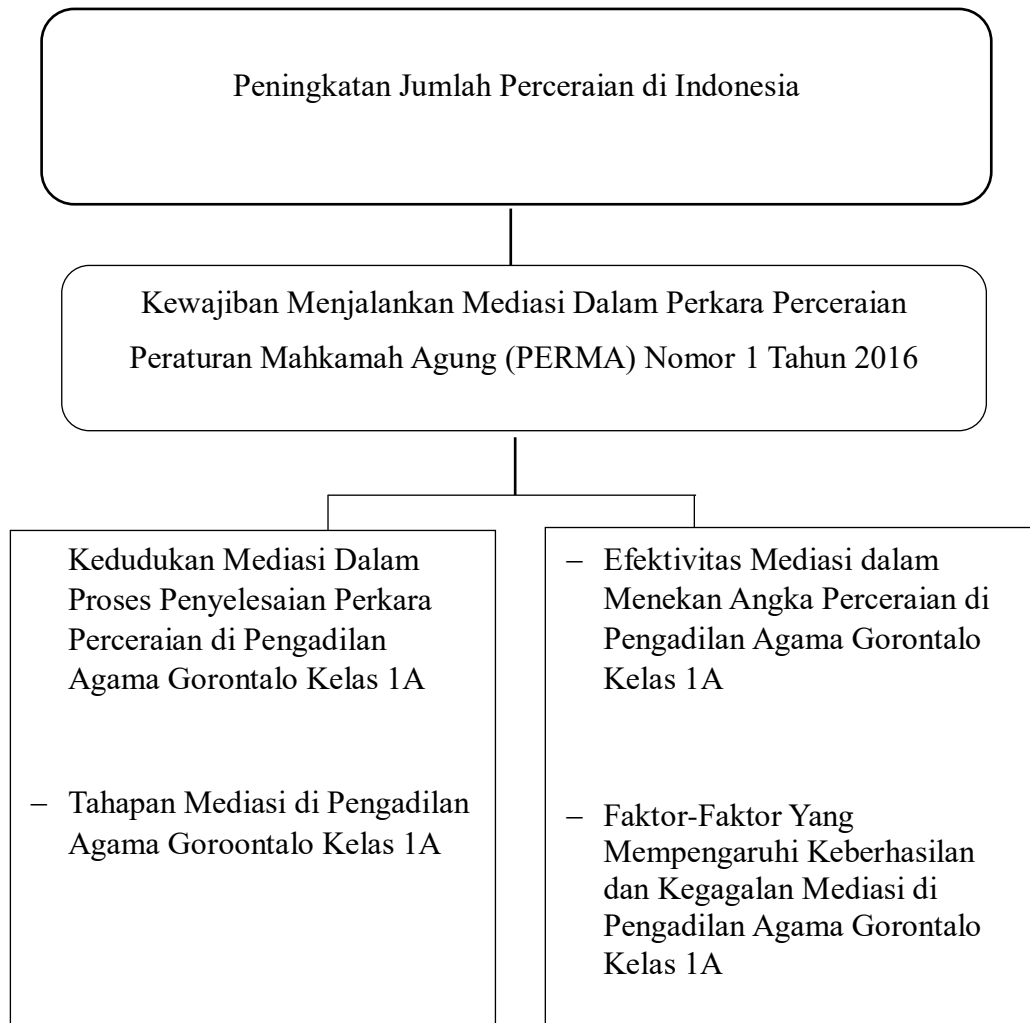 Peningkatan Jumlah Perceraian di Indonesia
Kewajiban Menjalankan Mediasi Dalam Perkara Perceraian
Peraturan Mahkamah Agung (PERMA) Nomor 1 Tahun 2016
Kedudukan Mediasi Dalam
Proses Penyelesaian Perkara
Perceraian di Pengadilan
Agama Gorontalo Kelas 1A
– Tahapan Mediasi di Pengadilan
Agama Goroontalo Kelas 1A
– Efektivitas Mediasi dalam
Menekan Angka Perceraian di
Pengadilan Agama Gorontalo
Kelas 1A
– Faktor-Faktor Yang
Mempengaruhi Keberhasilan
dan Kegagalan Mediasi di
Pengadilan Agama Gorontalo
Kelas 1A